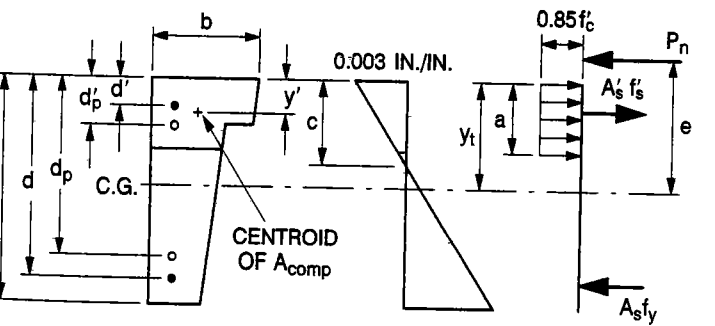 b
0.003 IN./IN.
0.85f'c
Pn
d'
d'p
y'
c
yt
a
A's f's
e
d
dp
C.G.
CENTROID
OF Acomp
Asfy